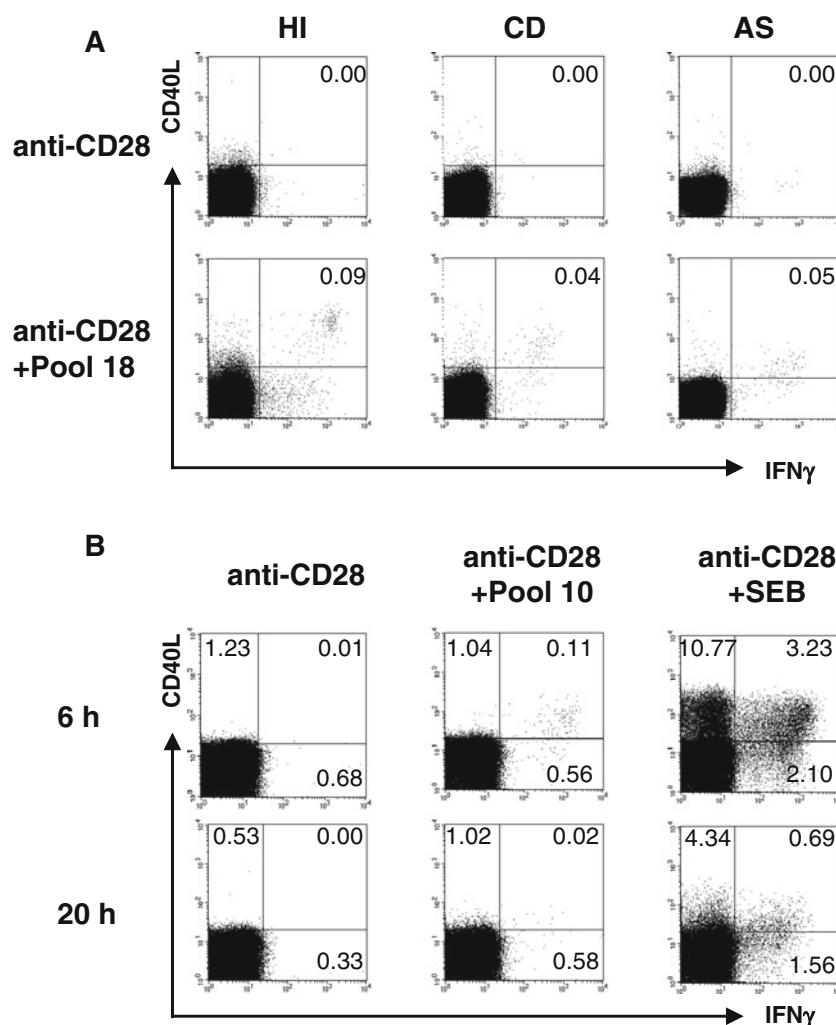 A
HI CD AS
CD40L
anti-CD28
0.00 0.00 0.00
anti-CD28
+Pool 18
0.09 0.04 0.05
IFNγ
B
anti-CD28
anti-CD28
+Pool 10
anti-CD28
+SEB
CD40L
6 h
1.23 0.01 1.04 0.11 10.77 3.23
0.68 0.56 2.10
20 h
0.53 0.00 1.02 0.02 4.34 0.69
0.33 0.58 1.56
IFNγ